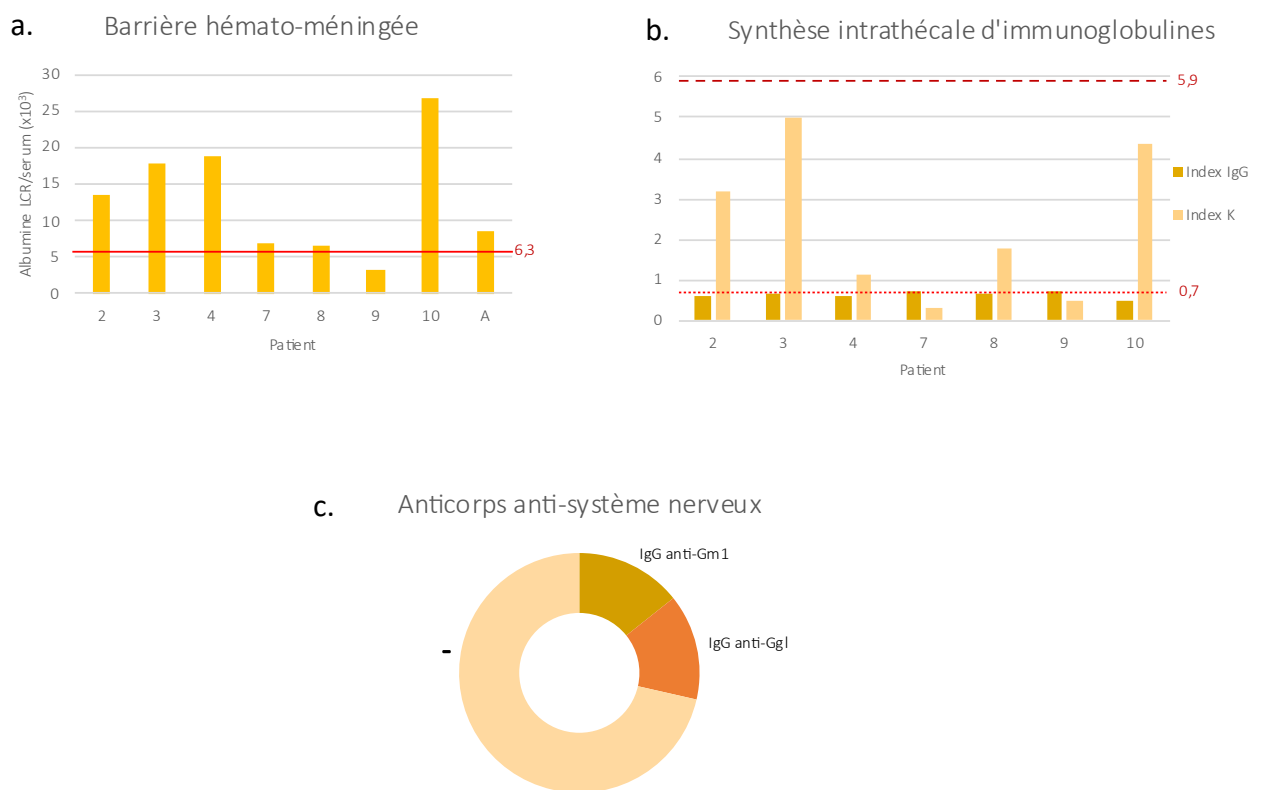 a. Barrière hémato-méningée
Albumine LCR/serum (x10³)
30
25
20
15
10
5
0
6,3
2 3 4 7 8 9 10 A
Patient
b. Synthèse intrathécale d'immunoglobulines
6
5
4
3
2
1
0
5,9
0,7
Index IgG
Index K
2 3 4 7 8 9 10
Patient
c. Anticorps anti-système nerveux
IgG anti-Gm1
IgG anti-Ggl
-